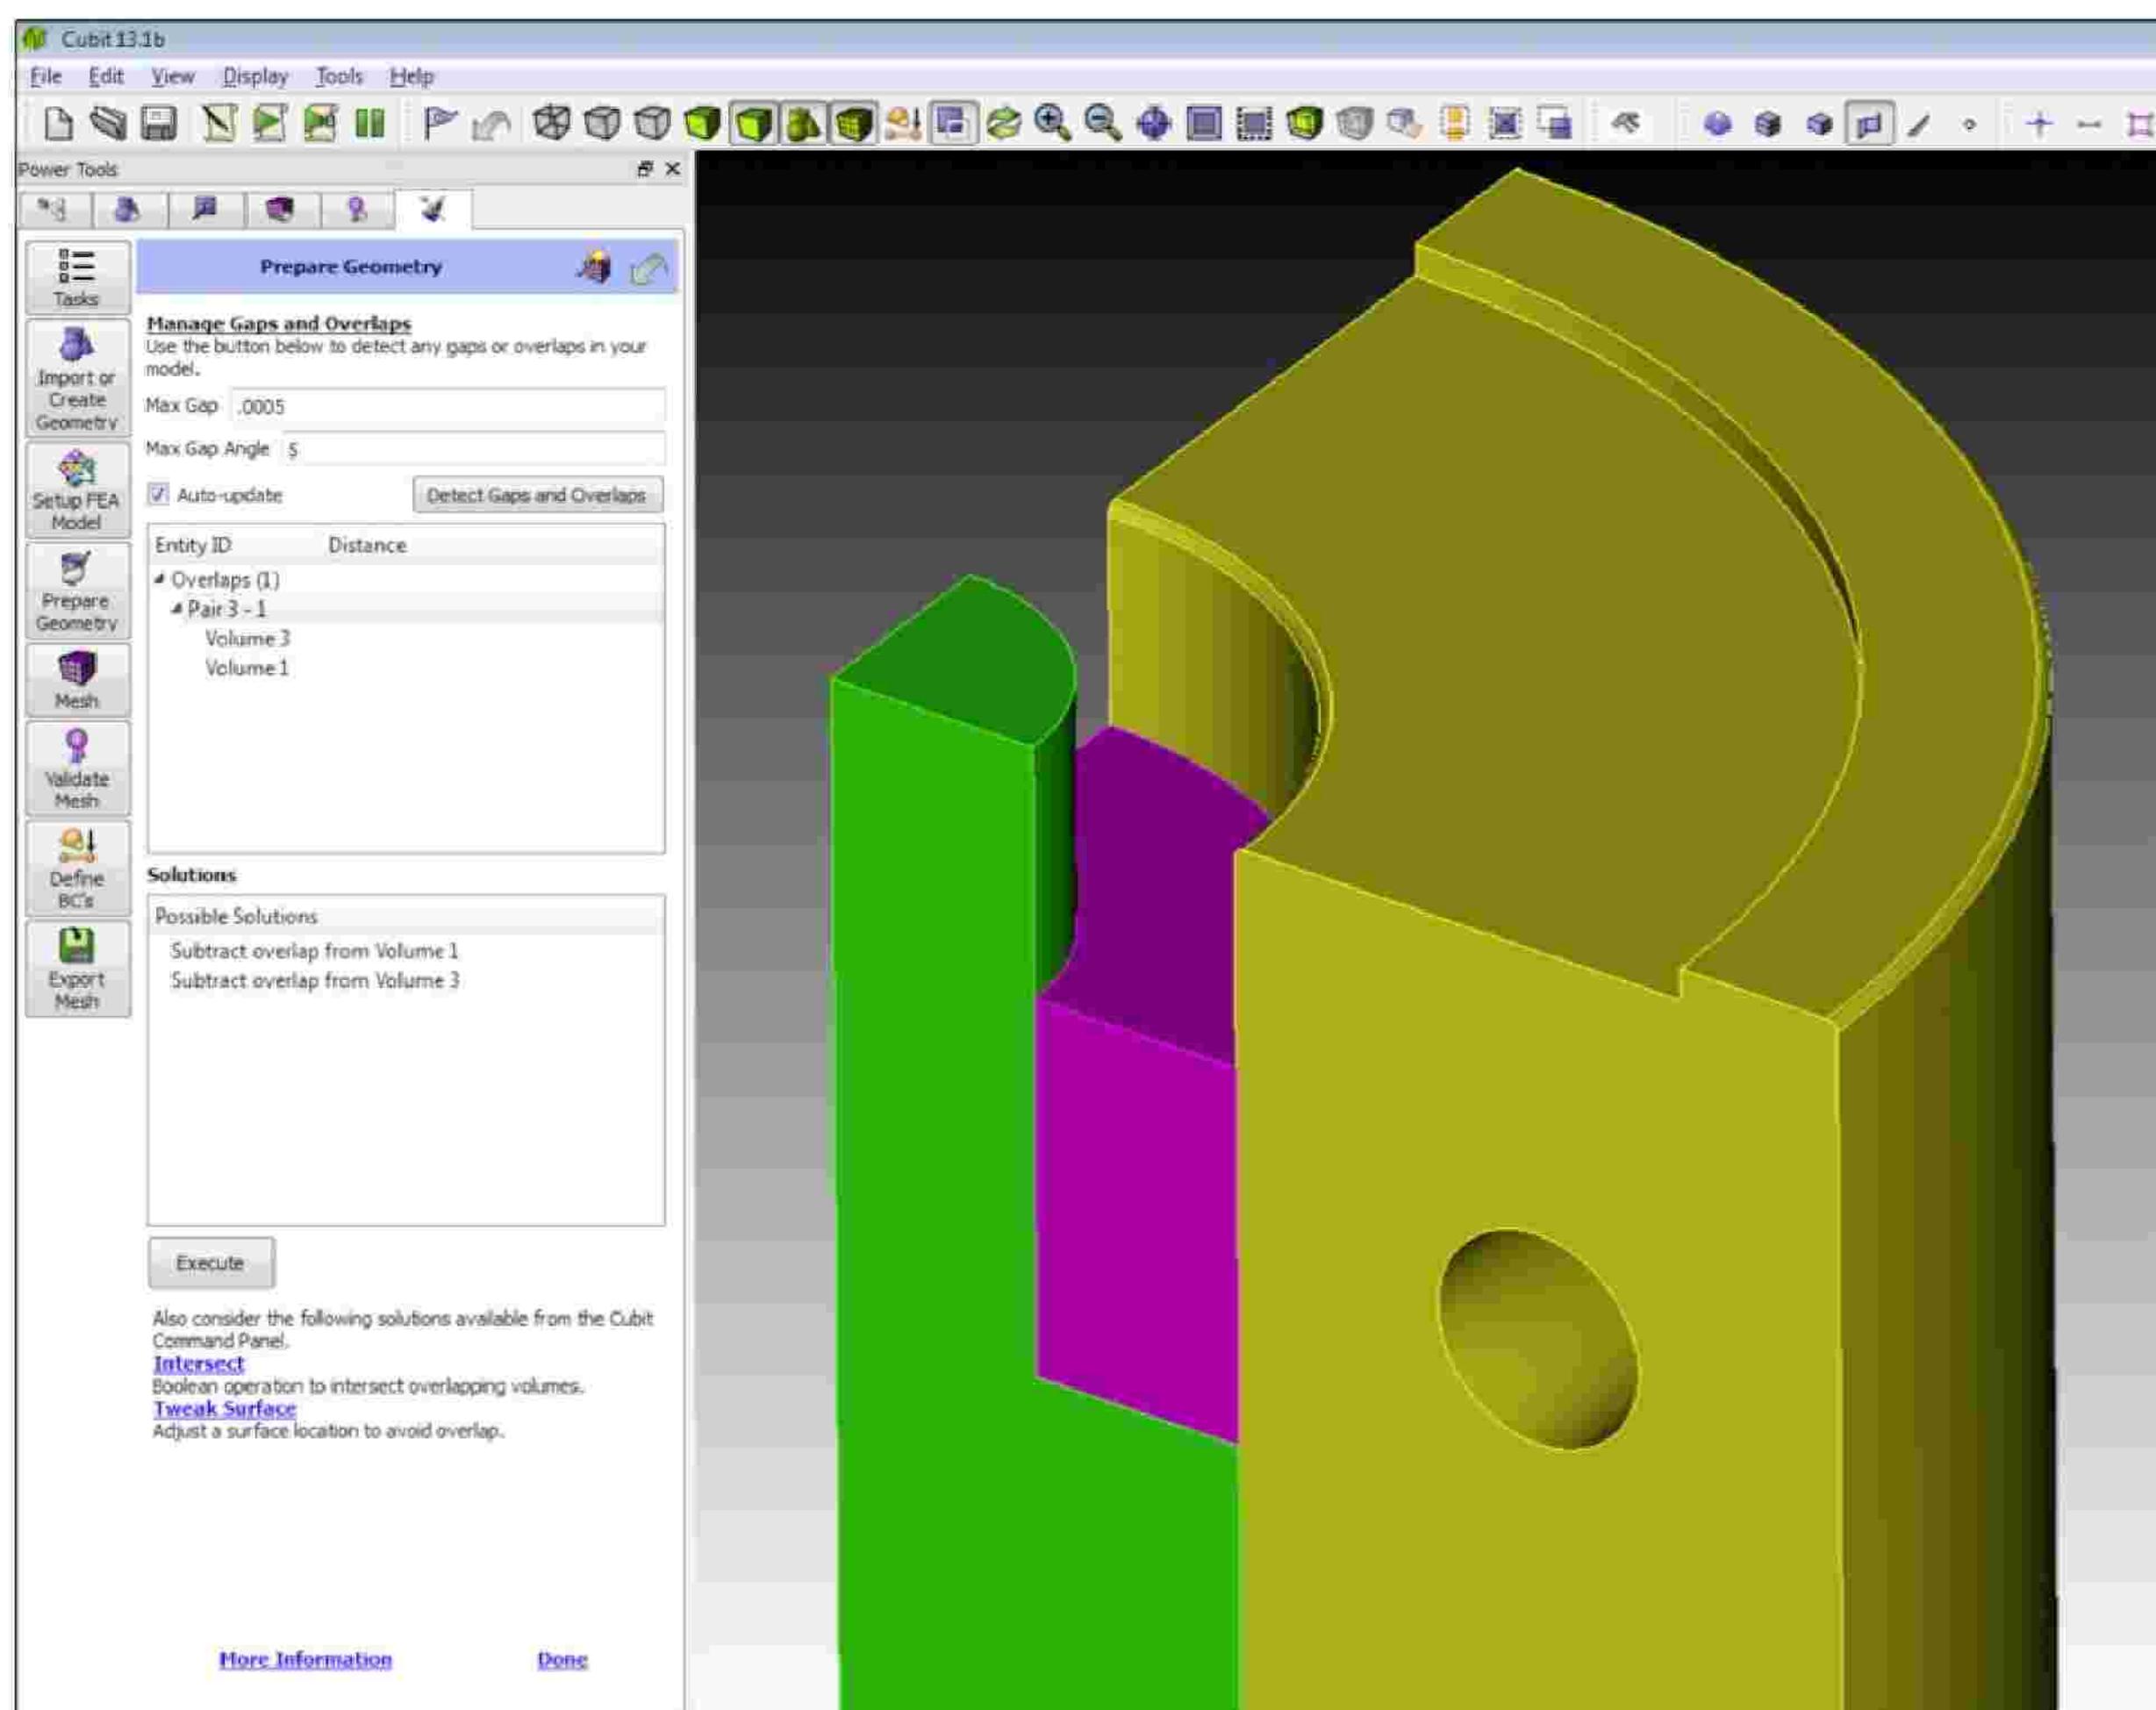 Cubit 13.1b
File Edit View Display Tools Help
Power Tools
Tasks
Import or
Create
Geometry
Setup FEA
Model
Prepare
Geometry
Mesh
Validate
Mesh
Define
BC's
Export
Mesh
Prepare Geometry
Manage Gaps and Overlaps
Use the button below to detect any gaps or overlaps in your
model.
Max Gap .0005
Max Gap Angle 5
Auto-update Detect Gaps and Overlaps
Entity ID Distance
Overlaps (1)
Pair 3 - 1
Volume 3
Volume 1
Solutions
Possible Solutions
Subtract overlap from Volume 1
Subtract overlap from Volume 3
Execute
Also consider the following solutions available from the Cubit
Command Panel.
Intersect
Boolean operation to intersect overlapping volumes.
Tweak Surface
Adjust a surface location to avoid overlap.
More Information Done